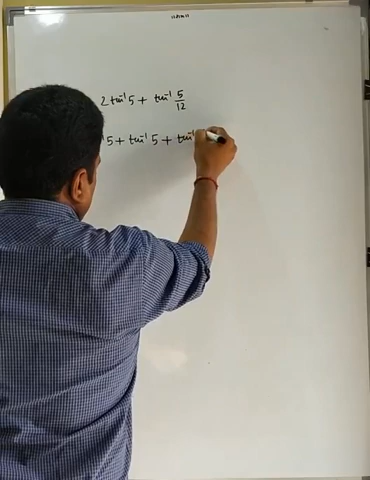 2 tan⁻¹ 5 + tan⁻¹ 5/12
5 + tan⁻¹ 5 + tan⁻¹